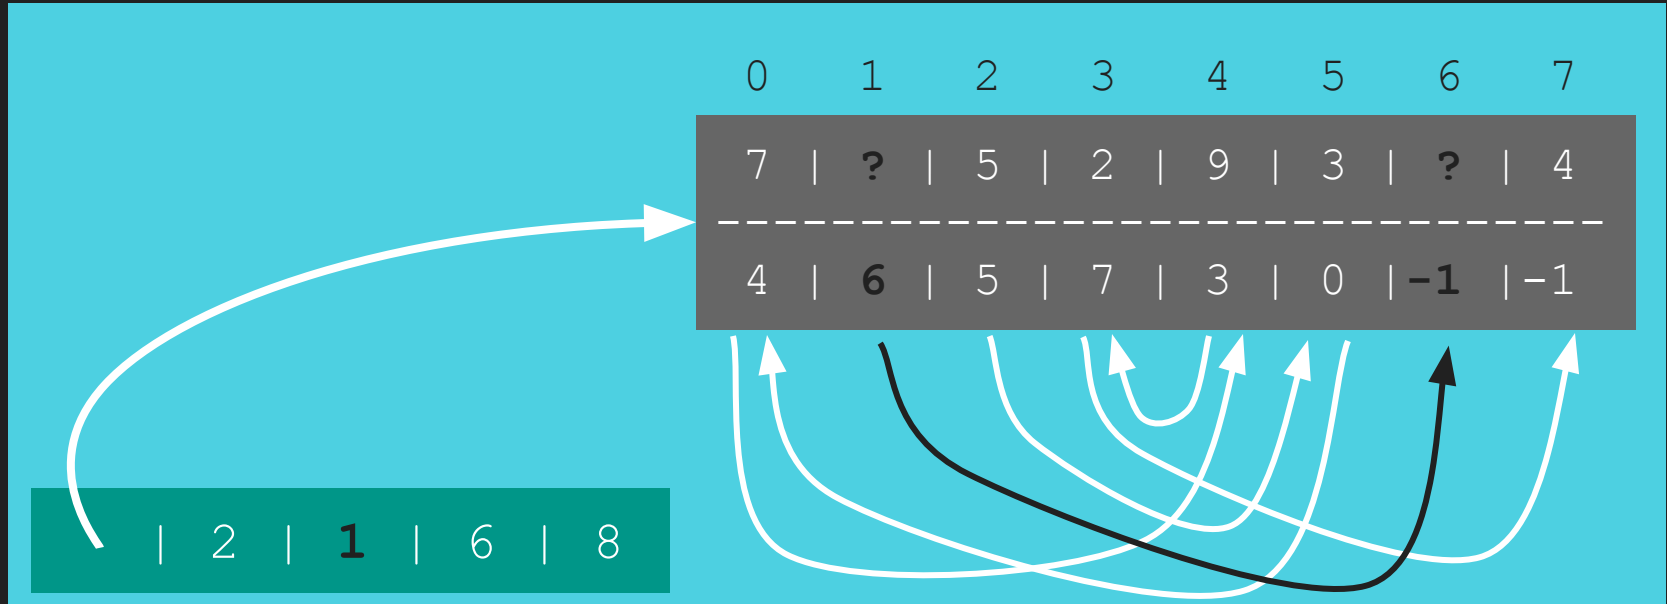 0 1 2 3 4 5 6 7
7 | ? | 5 | 2 | 9 | 3 | ? | 4
-------------------------------
4 | 6 | 5 | 7 | 3 | 0 |-1 |-1
| 2 | 1 | 6 | 8